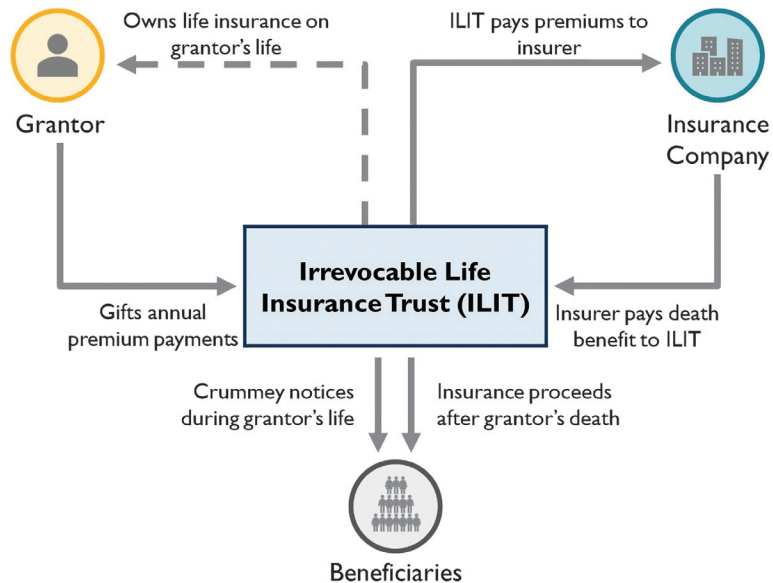 Owns life insurance on
grantor's life
ILIT pays premiums to
insurer
Grantor
Insurance
Company
Irrevocable Life
Insurance Trust (ILIT)
Gifts annual
premium payments
Insurer pays death
benefit to ILIT
Crummey notices
during grantor's life
Insurance proceeds
after grantor's death
Beneficiaries